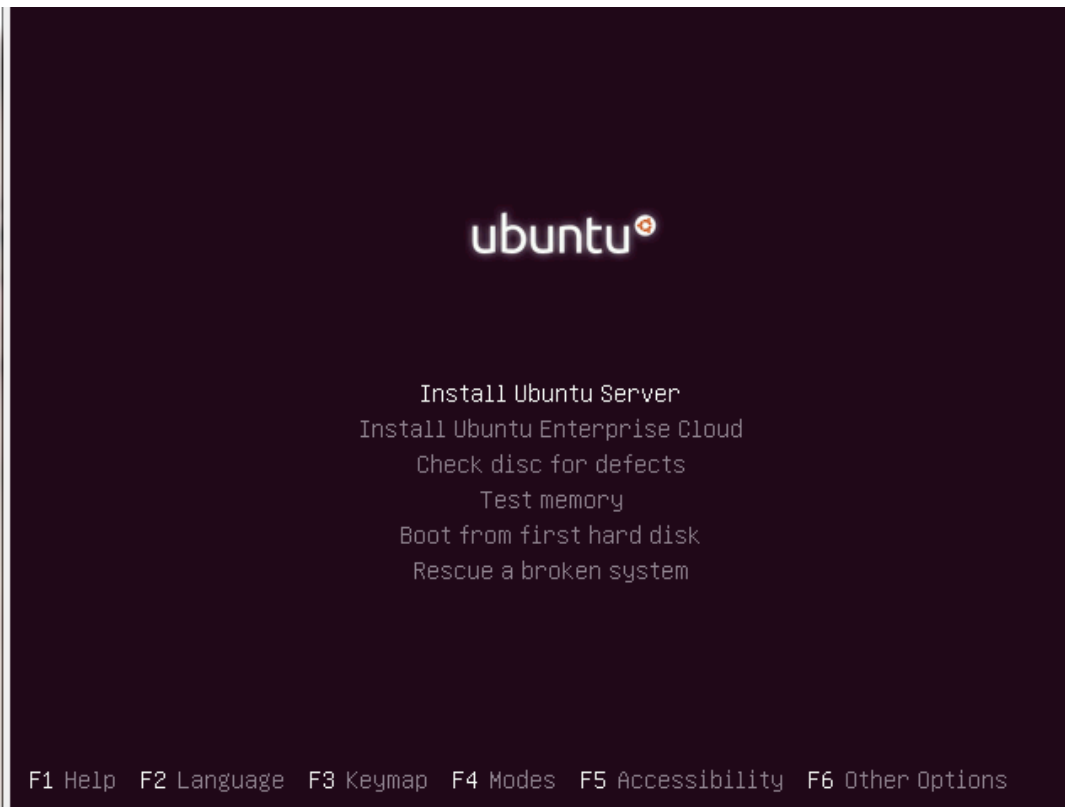 ubuntu
Install Ubuntu Server
Install Ubuntu Enterprise Cloud
Check disc for defects
Test memory
Boot from first hard disk
Rescue a broken system
F1 Help F2 Language F3 Keymap F4 Modes F5 Accessibility F6 Other Options